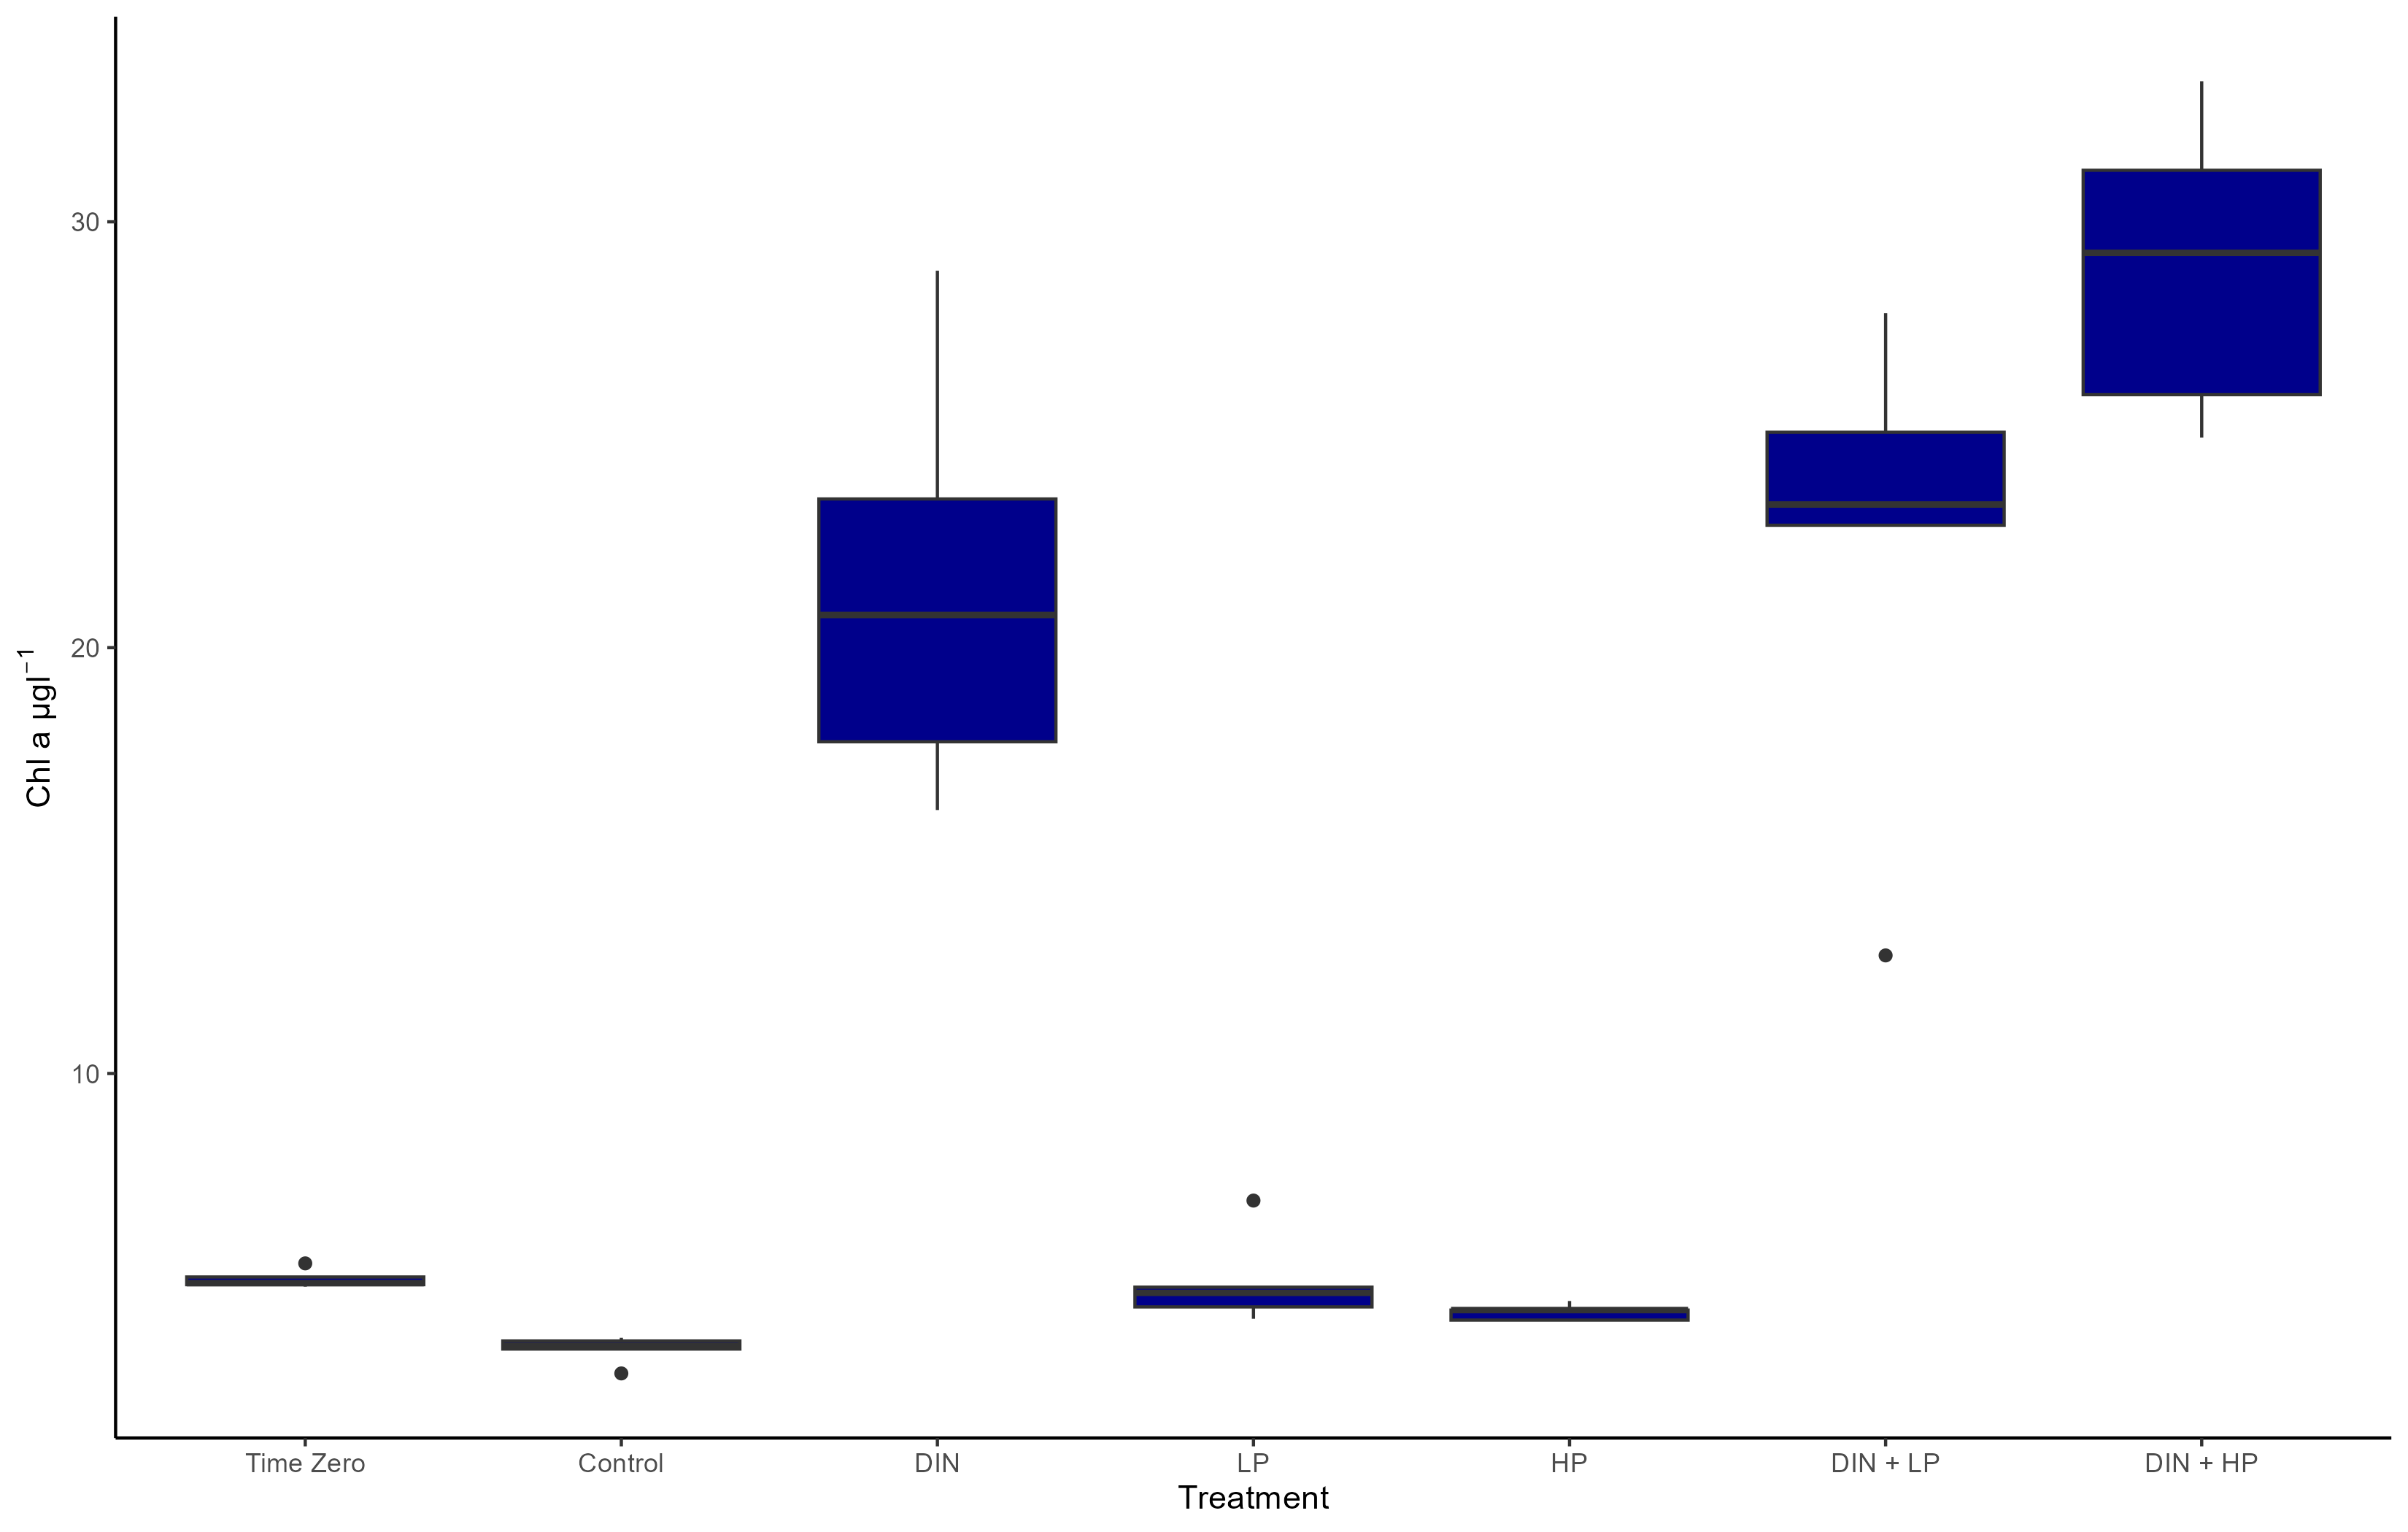 30
20
10
Chl a µgl⁻¹
Time Zero Control DIN LP HP DIN + LP DIN + HP
Treatment